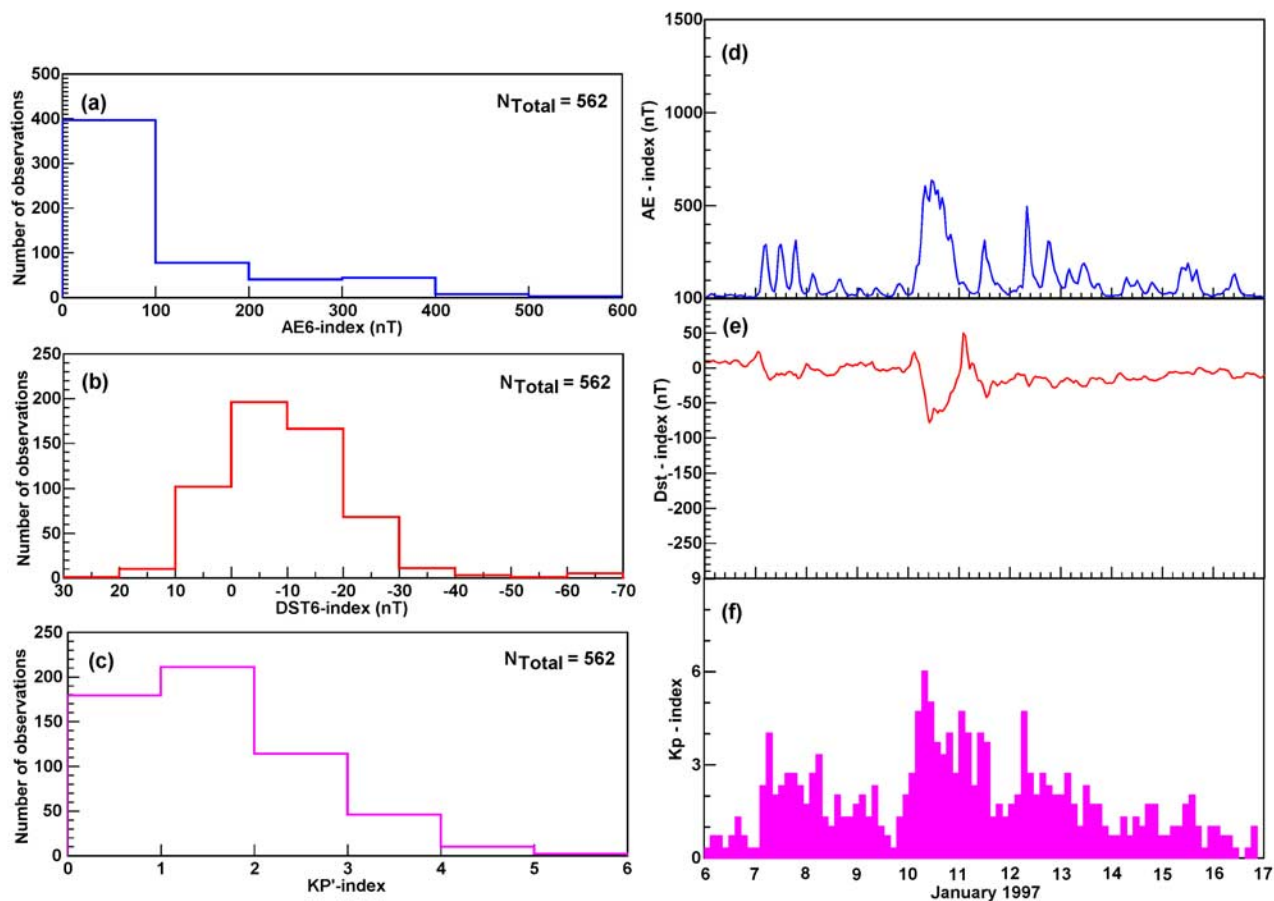 (a)
N Total = 562
500
400
300
200
100
0
Number of observations
0 100 200 300 400 500 600
AE6-index (nT)
(b)
N Total = 562
250
200
150
100
50
0
Number of observations
30 20 10 0 -10 -20 -30 -40 -50 -60 -70
DST6-index (nT)
(c)
N Total = 562
250
200
150
100
50
0
Number of observations
0 1 2 3 4 5 6
KP'-index
(d)
1500
1000
500
100
AE - index (nT)
(e)
50
0
-50
-100
-150
-200
-250
9
Dst - index (nT)
(f)
6
3
0
Kp - index
6 7 8 9 10 11 12 13 14 15 16 17
January 1997